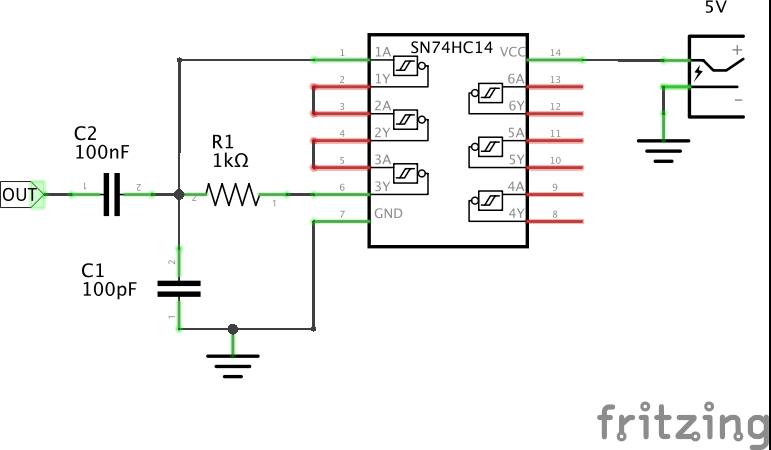 5V
SN74HC14
1 1A VCC 14
+
2 1Y 6A 13
3 2A 6Y 12
−
C2
100nF
R1
1kΩ
4 2Y 5A 11
5 3A 5Y 10
OUT 1 2 2 1 6 3Y 4A 9
7 GND 4Y 8
2
C1
100pF
1
fritzing